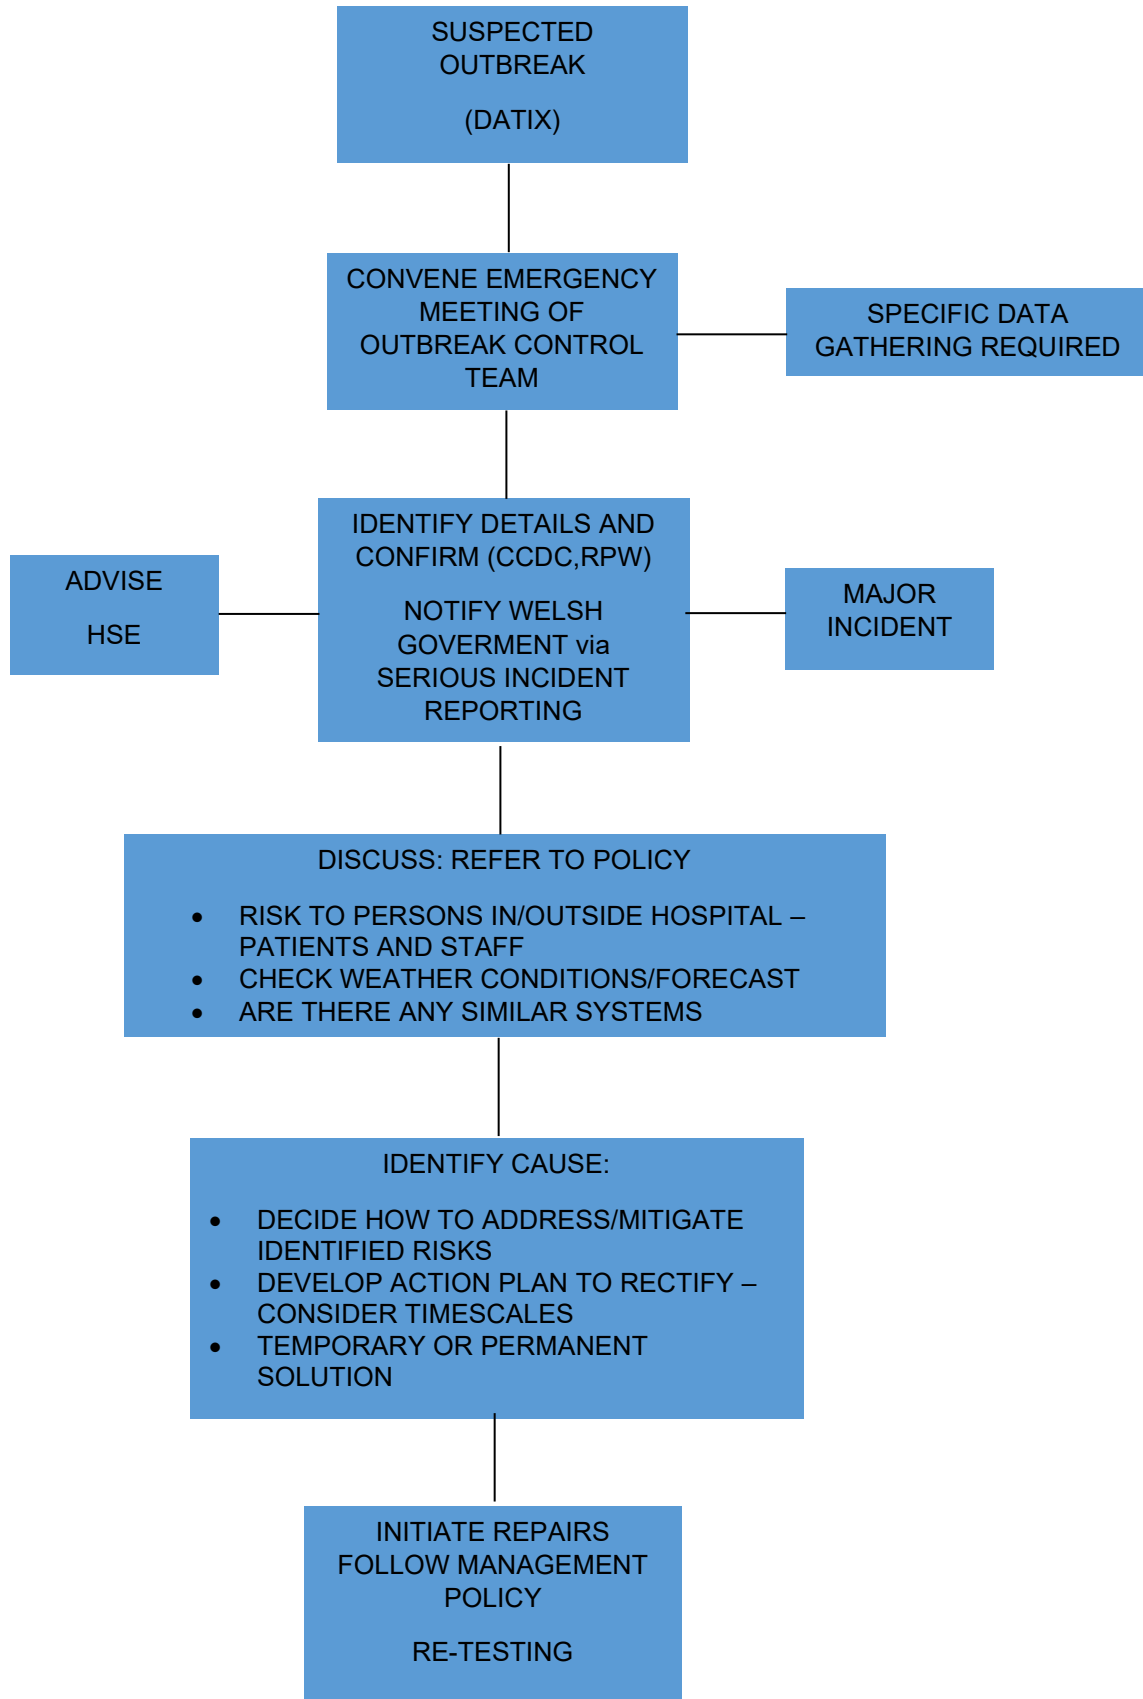 SUSPECTED
OUTBREAK
(DATIX)
CONVENE EMERGENCY
MEETING OF
OUTBREAK CONTROL
TEAM
SPECIFIC DATA
GATHERING REQUIRED
IDENTIFY DETAILS AND
CONFIRM (CCDC,RPW)
NOTIFY WELSH
GOVERMENT via
SERIOUS INCIDENT
REPORTING
ADVISE
HSE
MAJOR
INCIDENT
DISCUSS: REFER TO POLICY
• RISK TO PERSONS IN/OUTSIDE HOSPITAL –
PATIENTS AND STAFF
• CHECK WEATHER CONDITIONS/FORECAST
• ARE THERE ANY SIMILAR SYSTEMS
IDENTIFY CAUSE:
• DECIDE HOW TO ADDRESS/MITIGATE
IDENTIFIED RISKS
• DEVELOP ACTION PLAN TO RECTIFY –
CONSIDER TIMESCALES
• TEMPORARY OR PERMANENT
SOLUTION
INITIATE REPAIRS
FOLLOW MANAGEMENT
POLICY
RE-TESTING